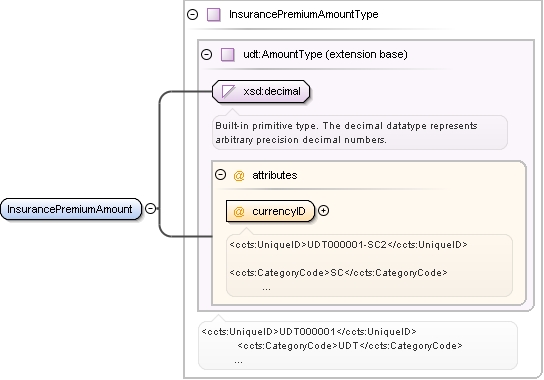 InsurancePremiumAmountType
udt:AmountType (extension base)
xsd:decimal
Built-in primitive type. The decimal datatype represents
arbitrary precision decimal numbers.
@ attributes
InsurancePremiumAmount
@ currencyID
<ccts:UniqueID>UDT000001-SC2</ccts:UniqueID>
<ccts:CategoryCode>SC</ccts:CategoryCode>
...
<ccts:UniqueID>UDT000001</ccts:UniqueID>
<ccts:CategoryCode>UDT</ccts:CategoryCode>
...